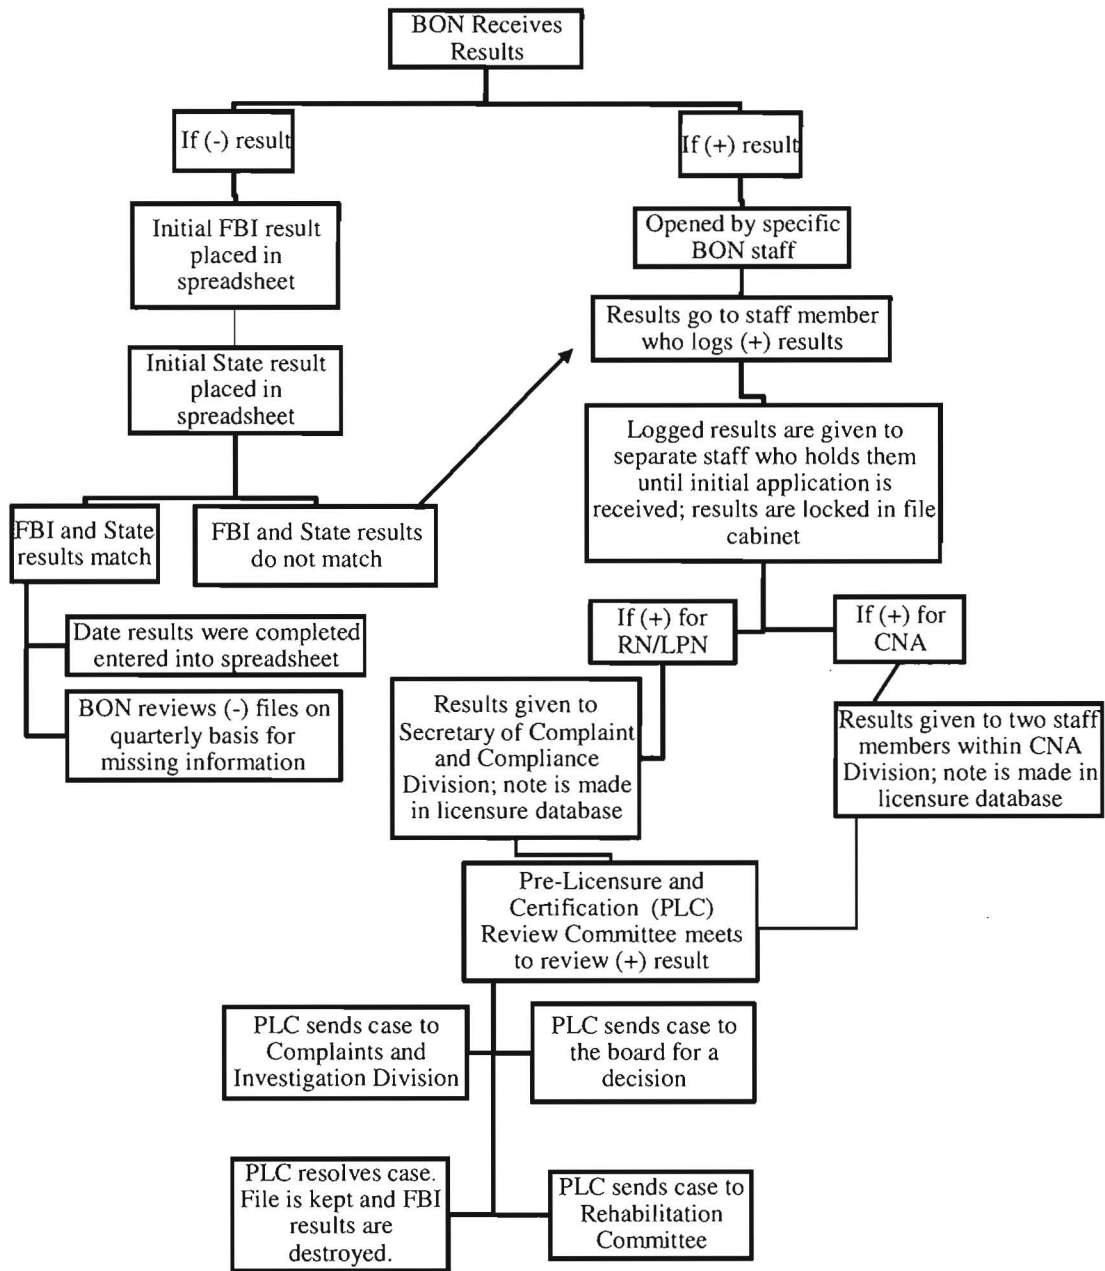 BON Receives
Results
If (-) result
If (+) result
Initial FBI result
placed in
spreadsheet
Opened by specific
BON staff
Results go to staff member
who logs (+) results
Initial State result
placed in
spreadsheet
Logged results are given to
separate staff who holds them
until initial application is
received; results are locked in file
cabinet
FBI and State
results match
FBI and State results
do not match
If (+) for
RN/LPN
If (+) for
CNA
Date results were completed
entered into spreadsheet
BON reviews (-) files on
quarterly basis for
missing information
Results given to
Secretary of Complaint
and Compliance
Division; note is made
in licensure database
Results given to two staff
members within CNA
Division; note is made in
licensure database
Pre-Licensure and
Certification (PLC)
Review Committee meets
to review (+) result
PLC sends case to
Complaints and
Investigation Division
PLC sends case to
the board for a
decision
PLC resolves case.
File is kept and FBI
results are
destroyed.
PLC sends case to
Rehabilitation
Committee